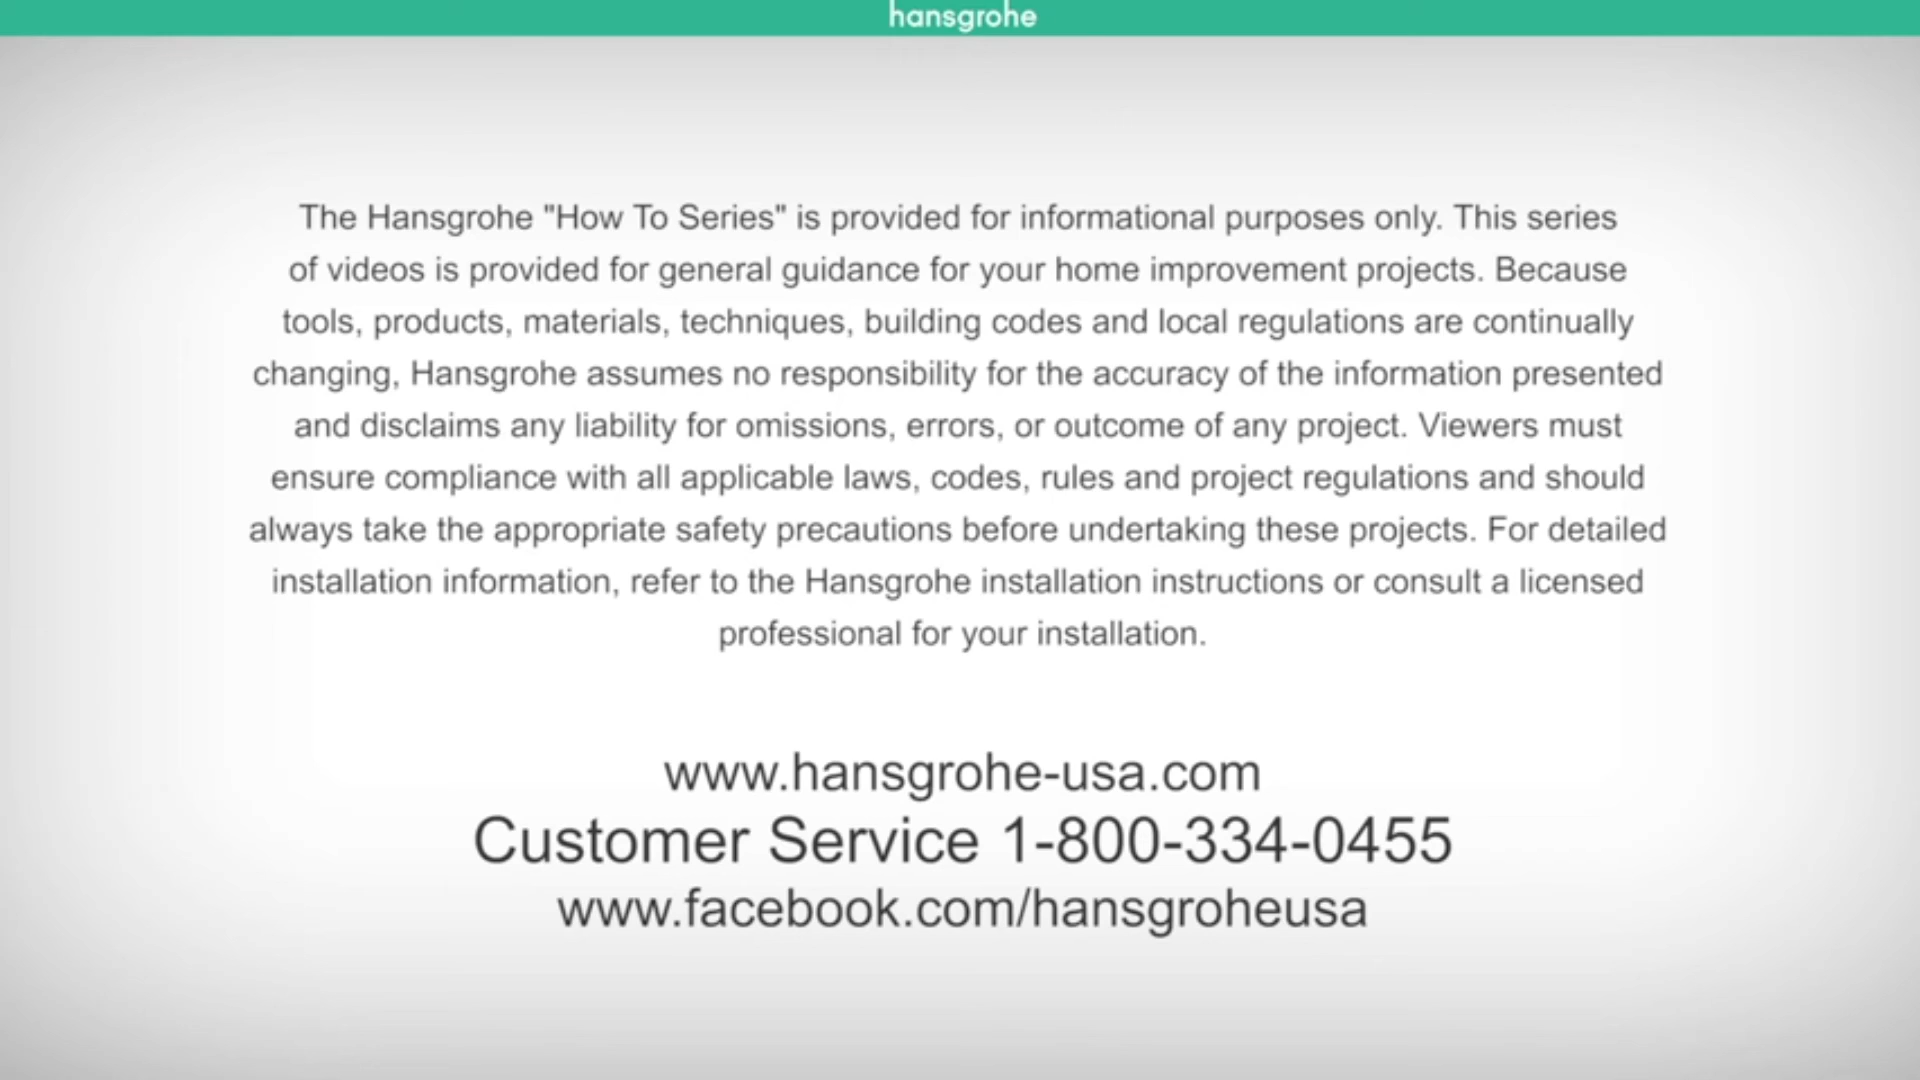 hansgrohe
The Hansgrohe "How To Series" is provided for informational purposes only. This series
of videos is provided for general guidance for your home improvement projects. Because
tools, products, materials, techniques, building codes and local regulations are continually
changing, Hansgrohe assumes no responsibility for the accuracy of the information presented
and disclaims any liability for omissions, errors, or outcome of any project. Viewers must
ensure compliance with all applicable laws, codes, rules and project regulations and should
always take the appropriate safety precautions before undertaking these projects. For detailed
installation information, refer to the Hansgrohe installation instructions or consult a licensed
professional for your installation.
www.hansgrohe-usa.com
Customer Service 1-800-334-0455
www.facebook.com/hansgroheusa